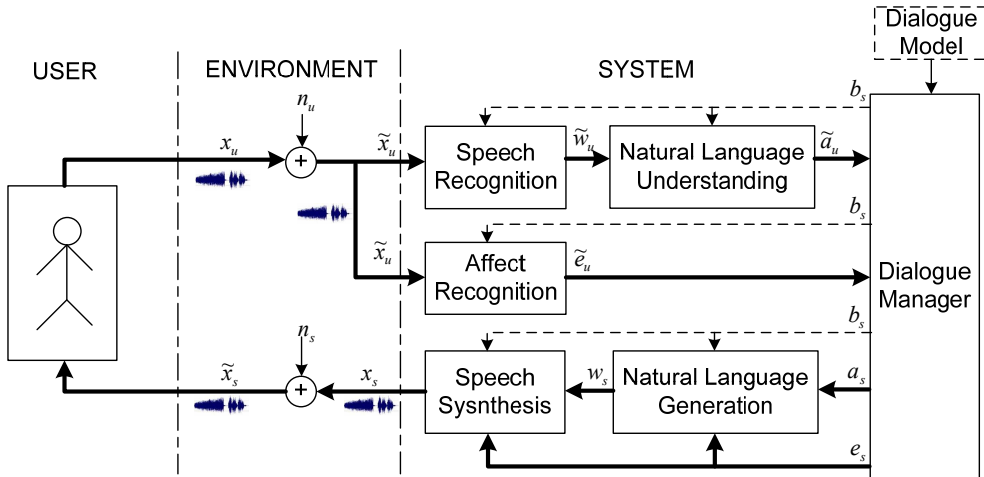 Dialogue
Model
USER
ENVIRONMENT
SYSTEM
b_s
n_u
x_u
x̃_u
Speech
Recognition
w̃_u
Natural Language
Understanding
ã_u
b_s
x̃_u
Affect
Recognition
ẽ_u
Dialogue
Manager
b_s
n_s
x̃_s
x_s
Speech
Sysnthesis
w_s
Natural Language
Generation
a_s
e_s
+
+